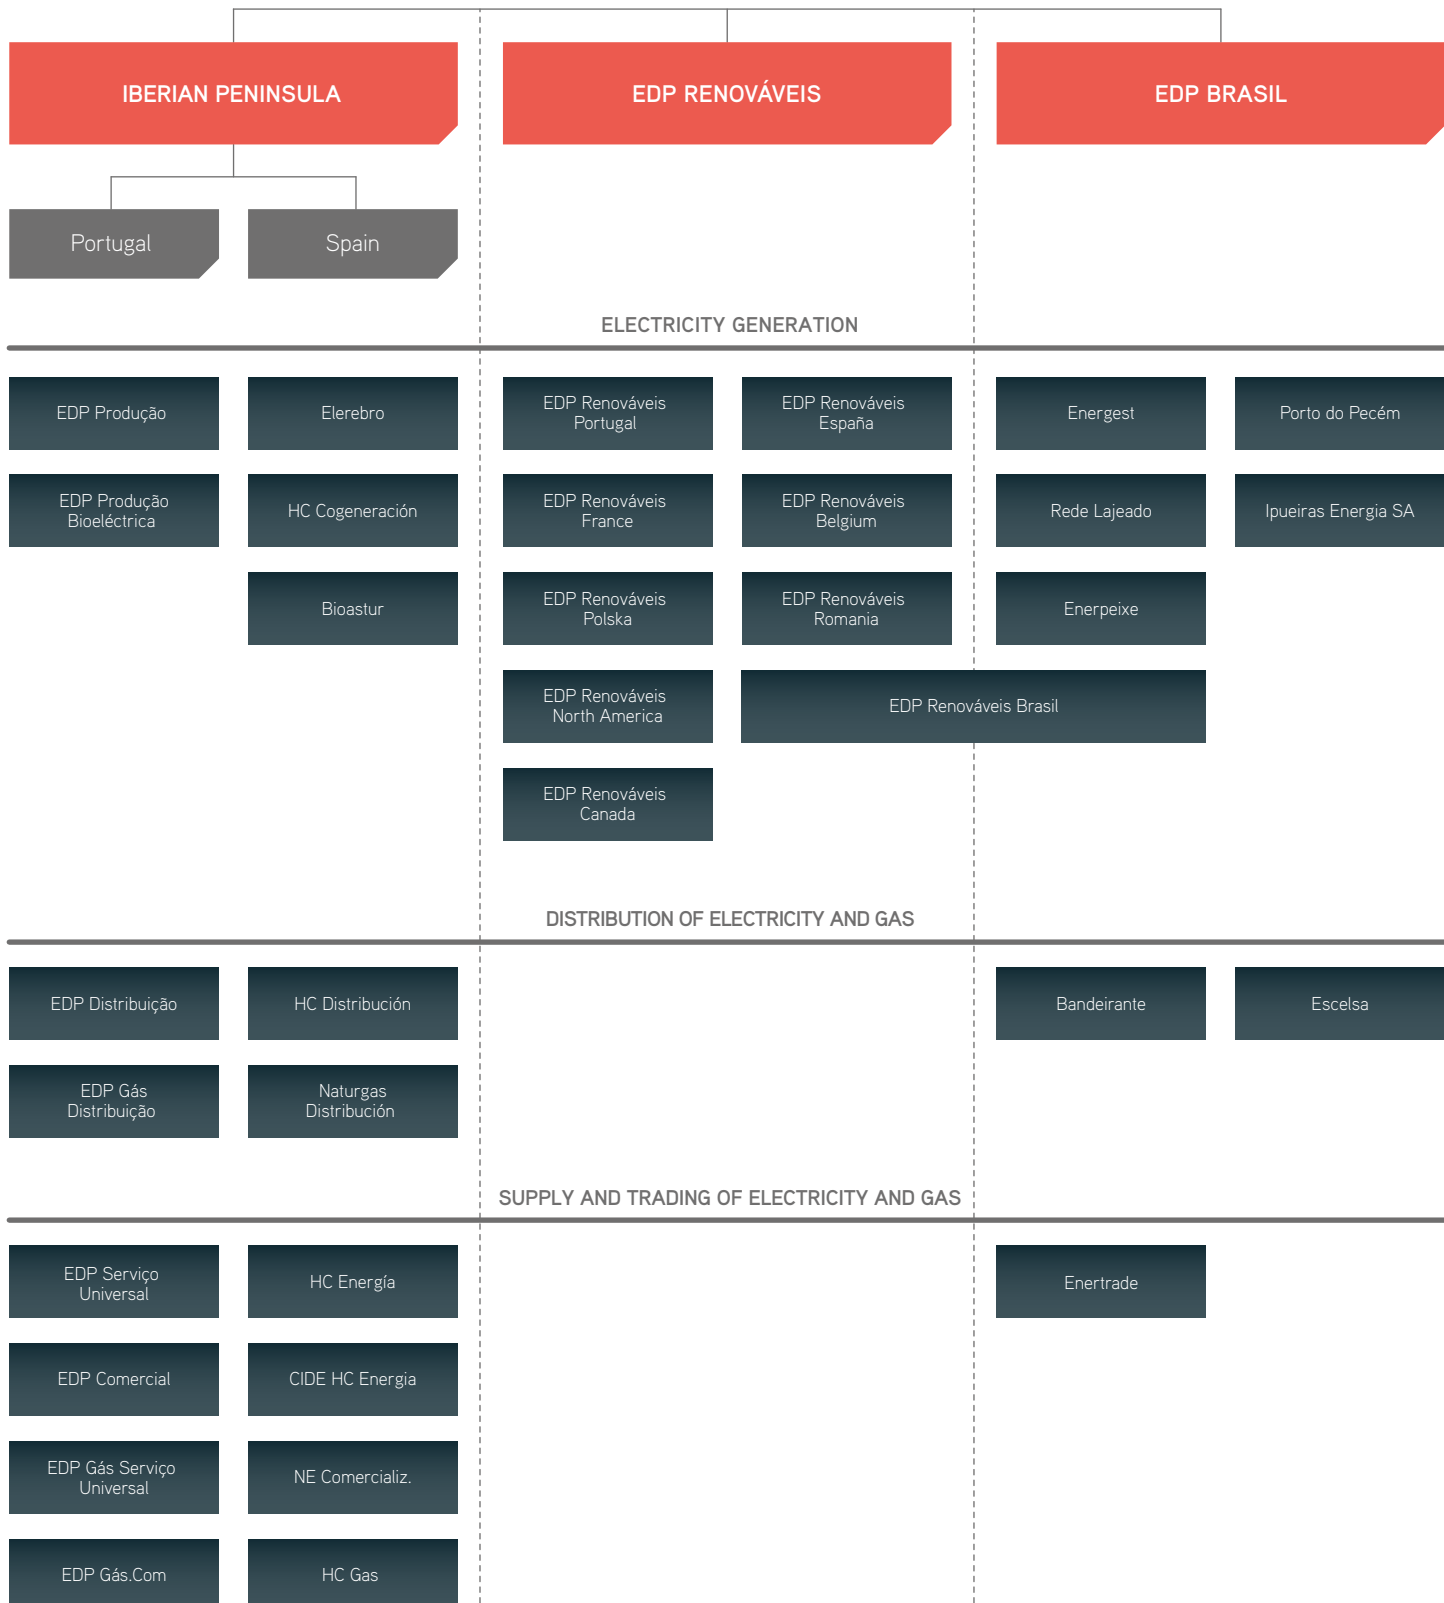 IBERIAN PENINSULA
EDP RENOVÁVEIS
EDP BRASIL
Portugal
Spain
ELECTRICITY GENERATION
EDP Produção
Elerebro
EDP Renováveis
Portugal
EDP Renováveis
España
Energest
Porto do Pecém
EDP Produção
Bioeléctrica
HC Cogeneración
EDP Renováveis
France
EDP Renováveis
Belgium
Rede Lajeado
Ipueiras Energia SA
Bioastur
EDP Renováveis
Polska
EDP Renováveis
Romania
Enerpeixe
EDP Renováveis
North America
EDP Renováveis Brasil
EDP Renováveis
Canada
DISTRIBUTION OF ELECTRICITY AND GAS
EDP Distribuição
HC Distribución
Bandeirante
Escelsa
EDP Gás
Distribuição
Naturgas
Distribución
SUPPLY AND TRADING OF ELECTRICITY AND GAS
EDP Serviço
Universal
HC Energía
Enertrade
EDP Comercial
CIDE HC Energia
EDP Gás Serviço
Universal
NE Comercializ.
EDP Gás.Com
HC Gas